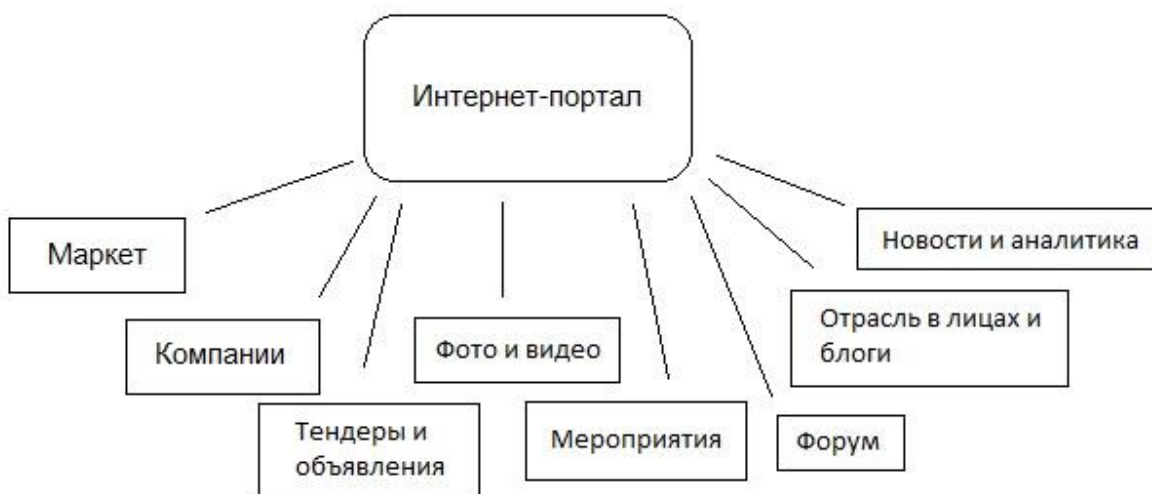 Интернет-портал
Маркет
Компании
Тендеры и
объявления
Фото и видео
Мероприятия
Форум
Отрасль в лицах и
блоги
Новости и аналитика